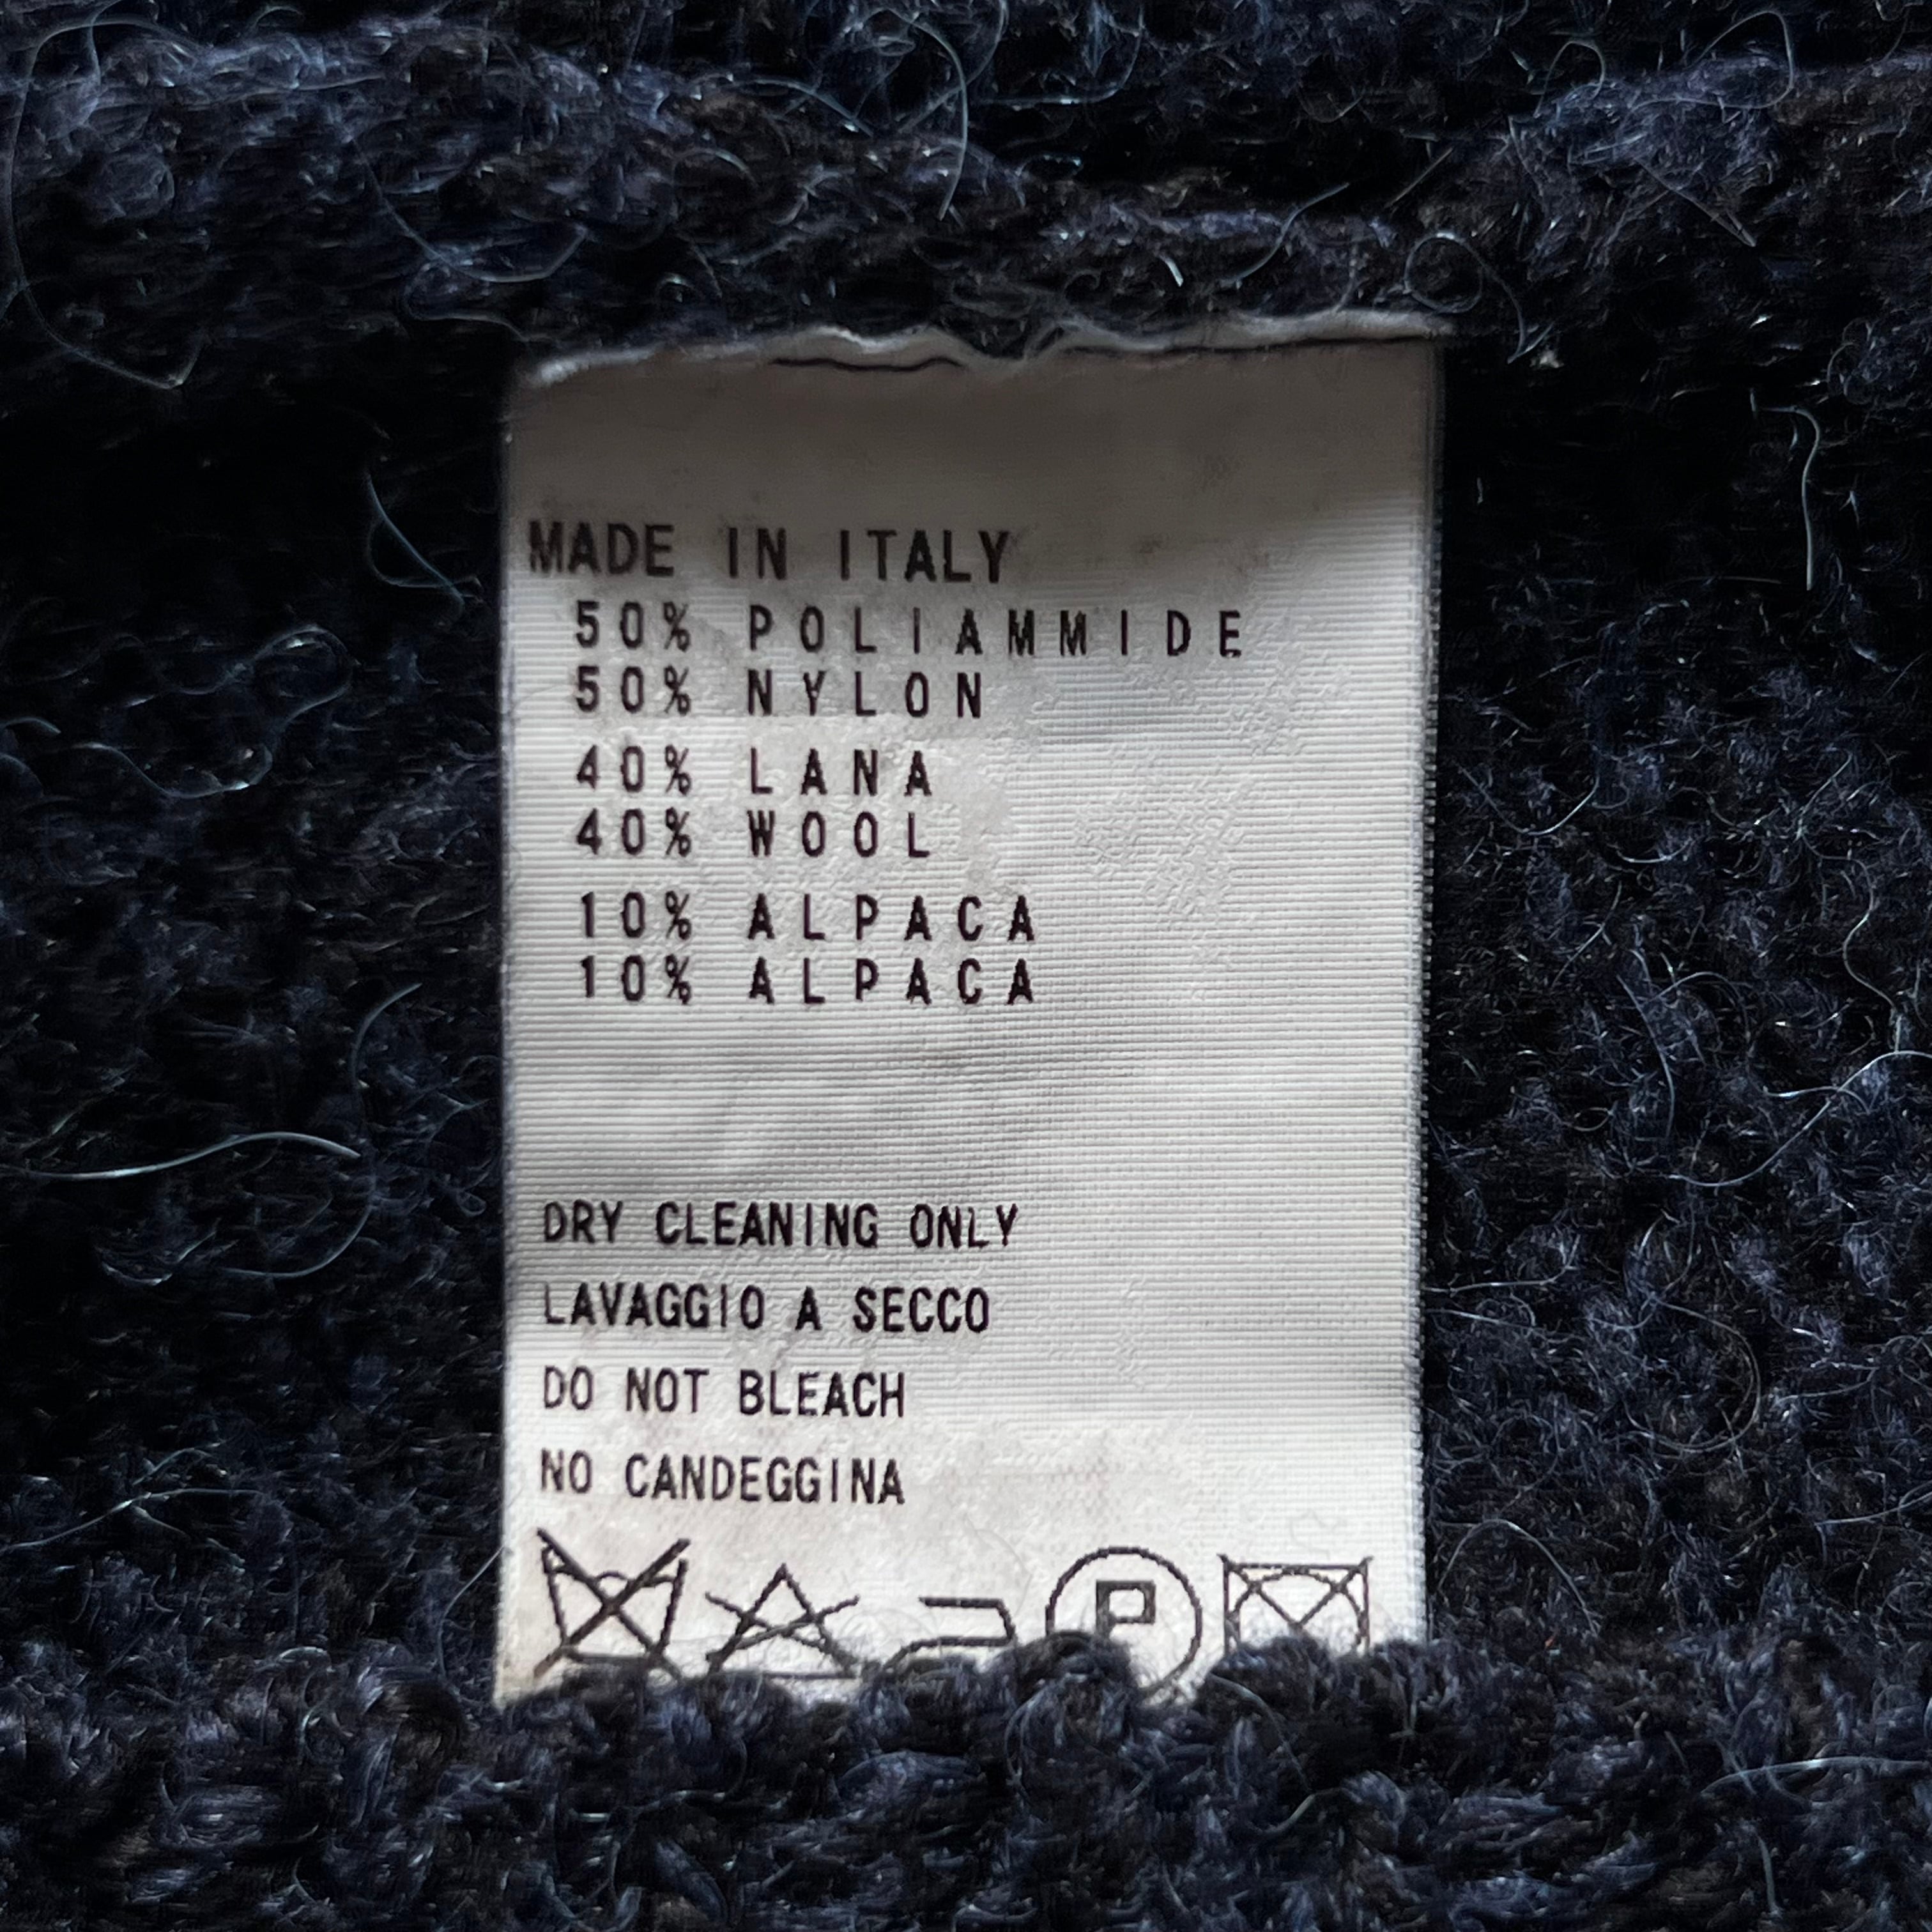 MADE IN ITALY
50% POLIAMMIDE
50% NYLON
40% LANA
40% WOOL
10% ALPACA
10% ALPACA
DRY CLEANING ONLY
LAVAGGIO A SECCO
DO NOT BLEACH
NO CANDEGGINA
P